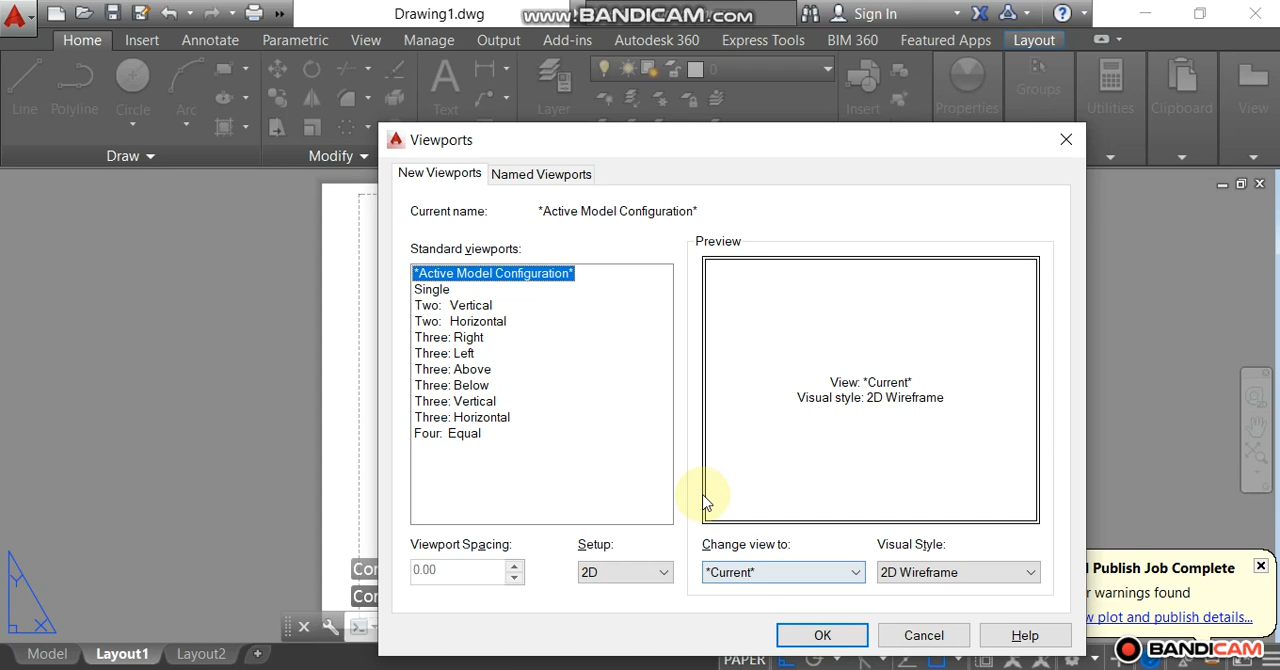 Drawing1.dwg
www.BANDICAM.com
Sign In
Home Insert Annotate Parametric View Manage Output Add-ins Autodesk 360 Express Tools BIM 360 Featured Apps Layout
Line Polyline Circle Arc Text Layer 0 Insert Properties Groups Utilities Clipboard View
Draw Modify
Viewports
New Viewports Named Viewports
Current name: *Active Model Configuration*
Standard viewports:
*Active Model Configuration*
Single
Two: Vertical
Two: Horizontal
Three: Right
Three: Left
Three: Above
Three: Below
Three: Vertical
Three: Horizontal
Four: Equal
Preview
View: *Current*
Visual style: 2D Wireframe
Viewport Spacing: Setup: Change view to: Visual Style:
0.00 2D *Current* 2D Wireframe
OK Cancel Help
Publish Job Complete
warnings found
plot and publish details...
Y
X
Model Layout1 Layout2
PAPER
BANDICAM